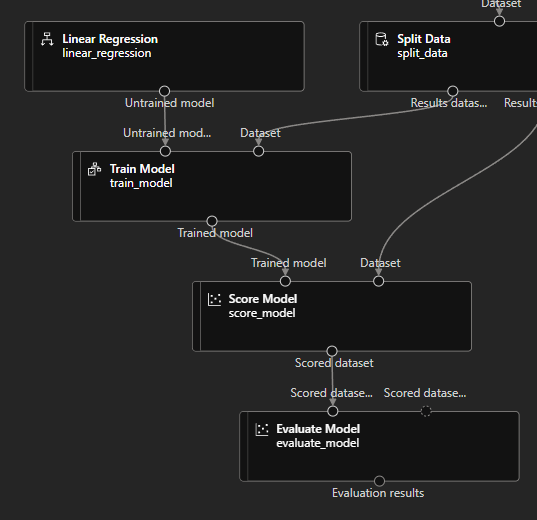 Dataset
Linear Regression
linear_regression
Split Data
split_data
Untrained model
Results datas...
Results
Untrained mod...
Dataset
Train Model
train_model
Trained model
Trained model
Dataset
Score Model
score_model
Scored dataset
Scored datase...
Scored datase...
Evaluate Model
evaluate_model
Evaluation results